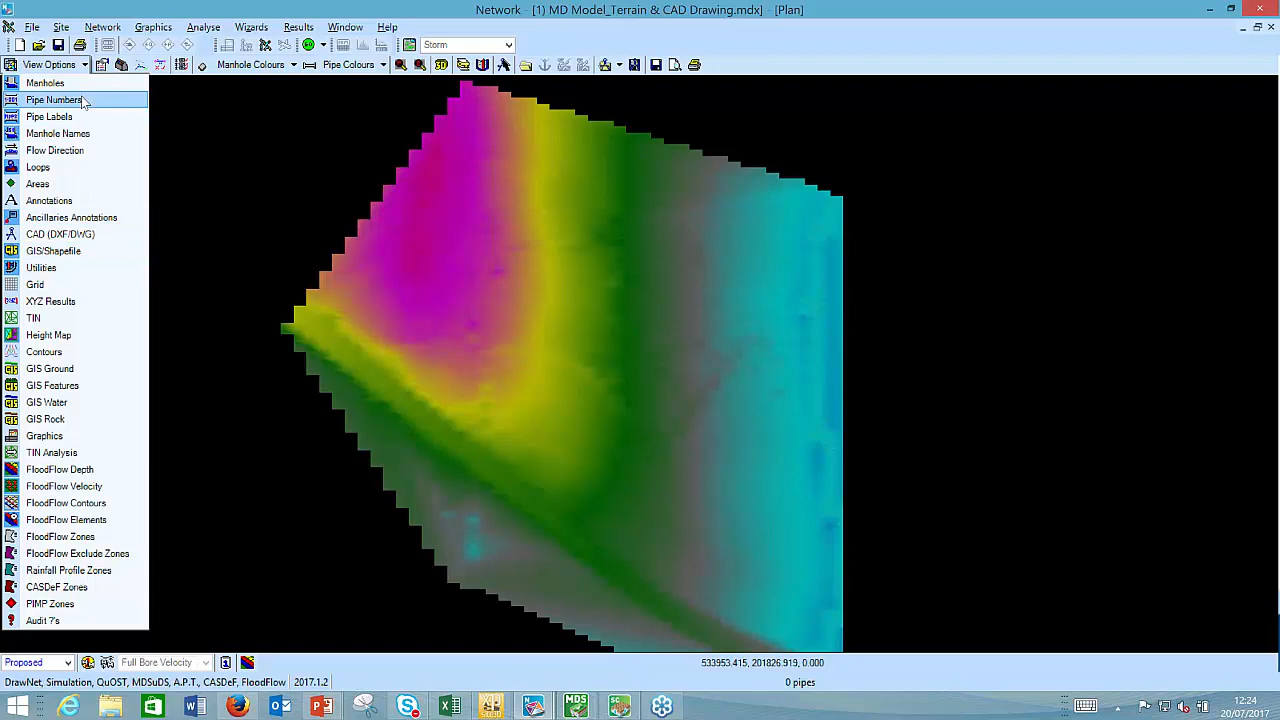 Network - [1) MD Model_Terrain & CAD Drawing.mdx] - [Plan]
File Site Network Graphics Analyse Wizards Results Window Help
Storm
View Options Manhole Colours Pipe Colours 3D
Manholes
Pipe Numbers
Pipe Labels
Manhole Names
Flow Direction
Loops
Areas
Annotations
Ancillaries Annotations
CAD (DXF/DWG)
GIS/Shapefile
Utilities
Grid
XYZ Results
TIN
Height Map
Contours
GIS Ground
GIS Features
GIS Water
GIS Rock
Graphics
TIN Analysis
FloodFlow Depth
FloodFlow Velocity
FloodFlow Contours
FloodFlow Elements
FloodFlow Zones
FloodFlow Exclude Zones
Rainfall Profile Zones
CASDeF Zones
PIMP Zones
Audit ?'s
Proposed Full Bore Velocity 533953.415, 201826.919, 0.000
DrawNet, Simulation, QuOST, MDSuDS, A.P.T., CASDeF, FloodFlow 2017.1.2 0 pipes
12:24
20/07/2017